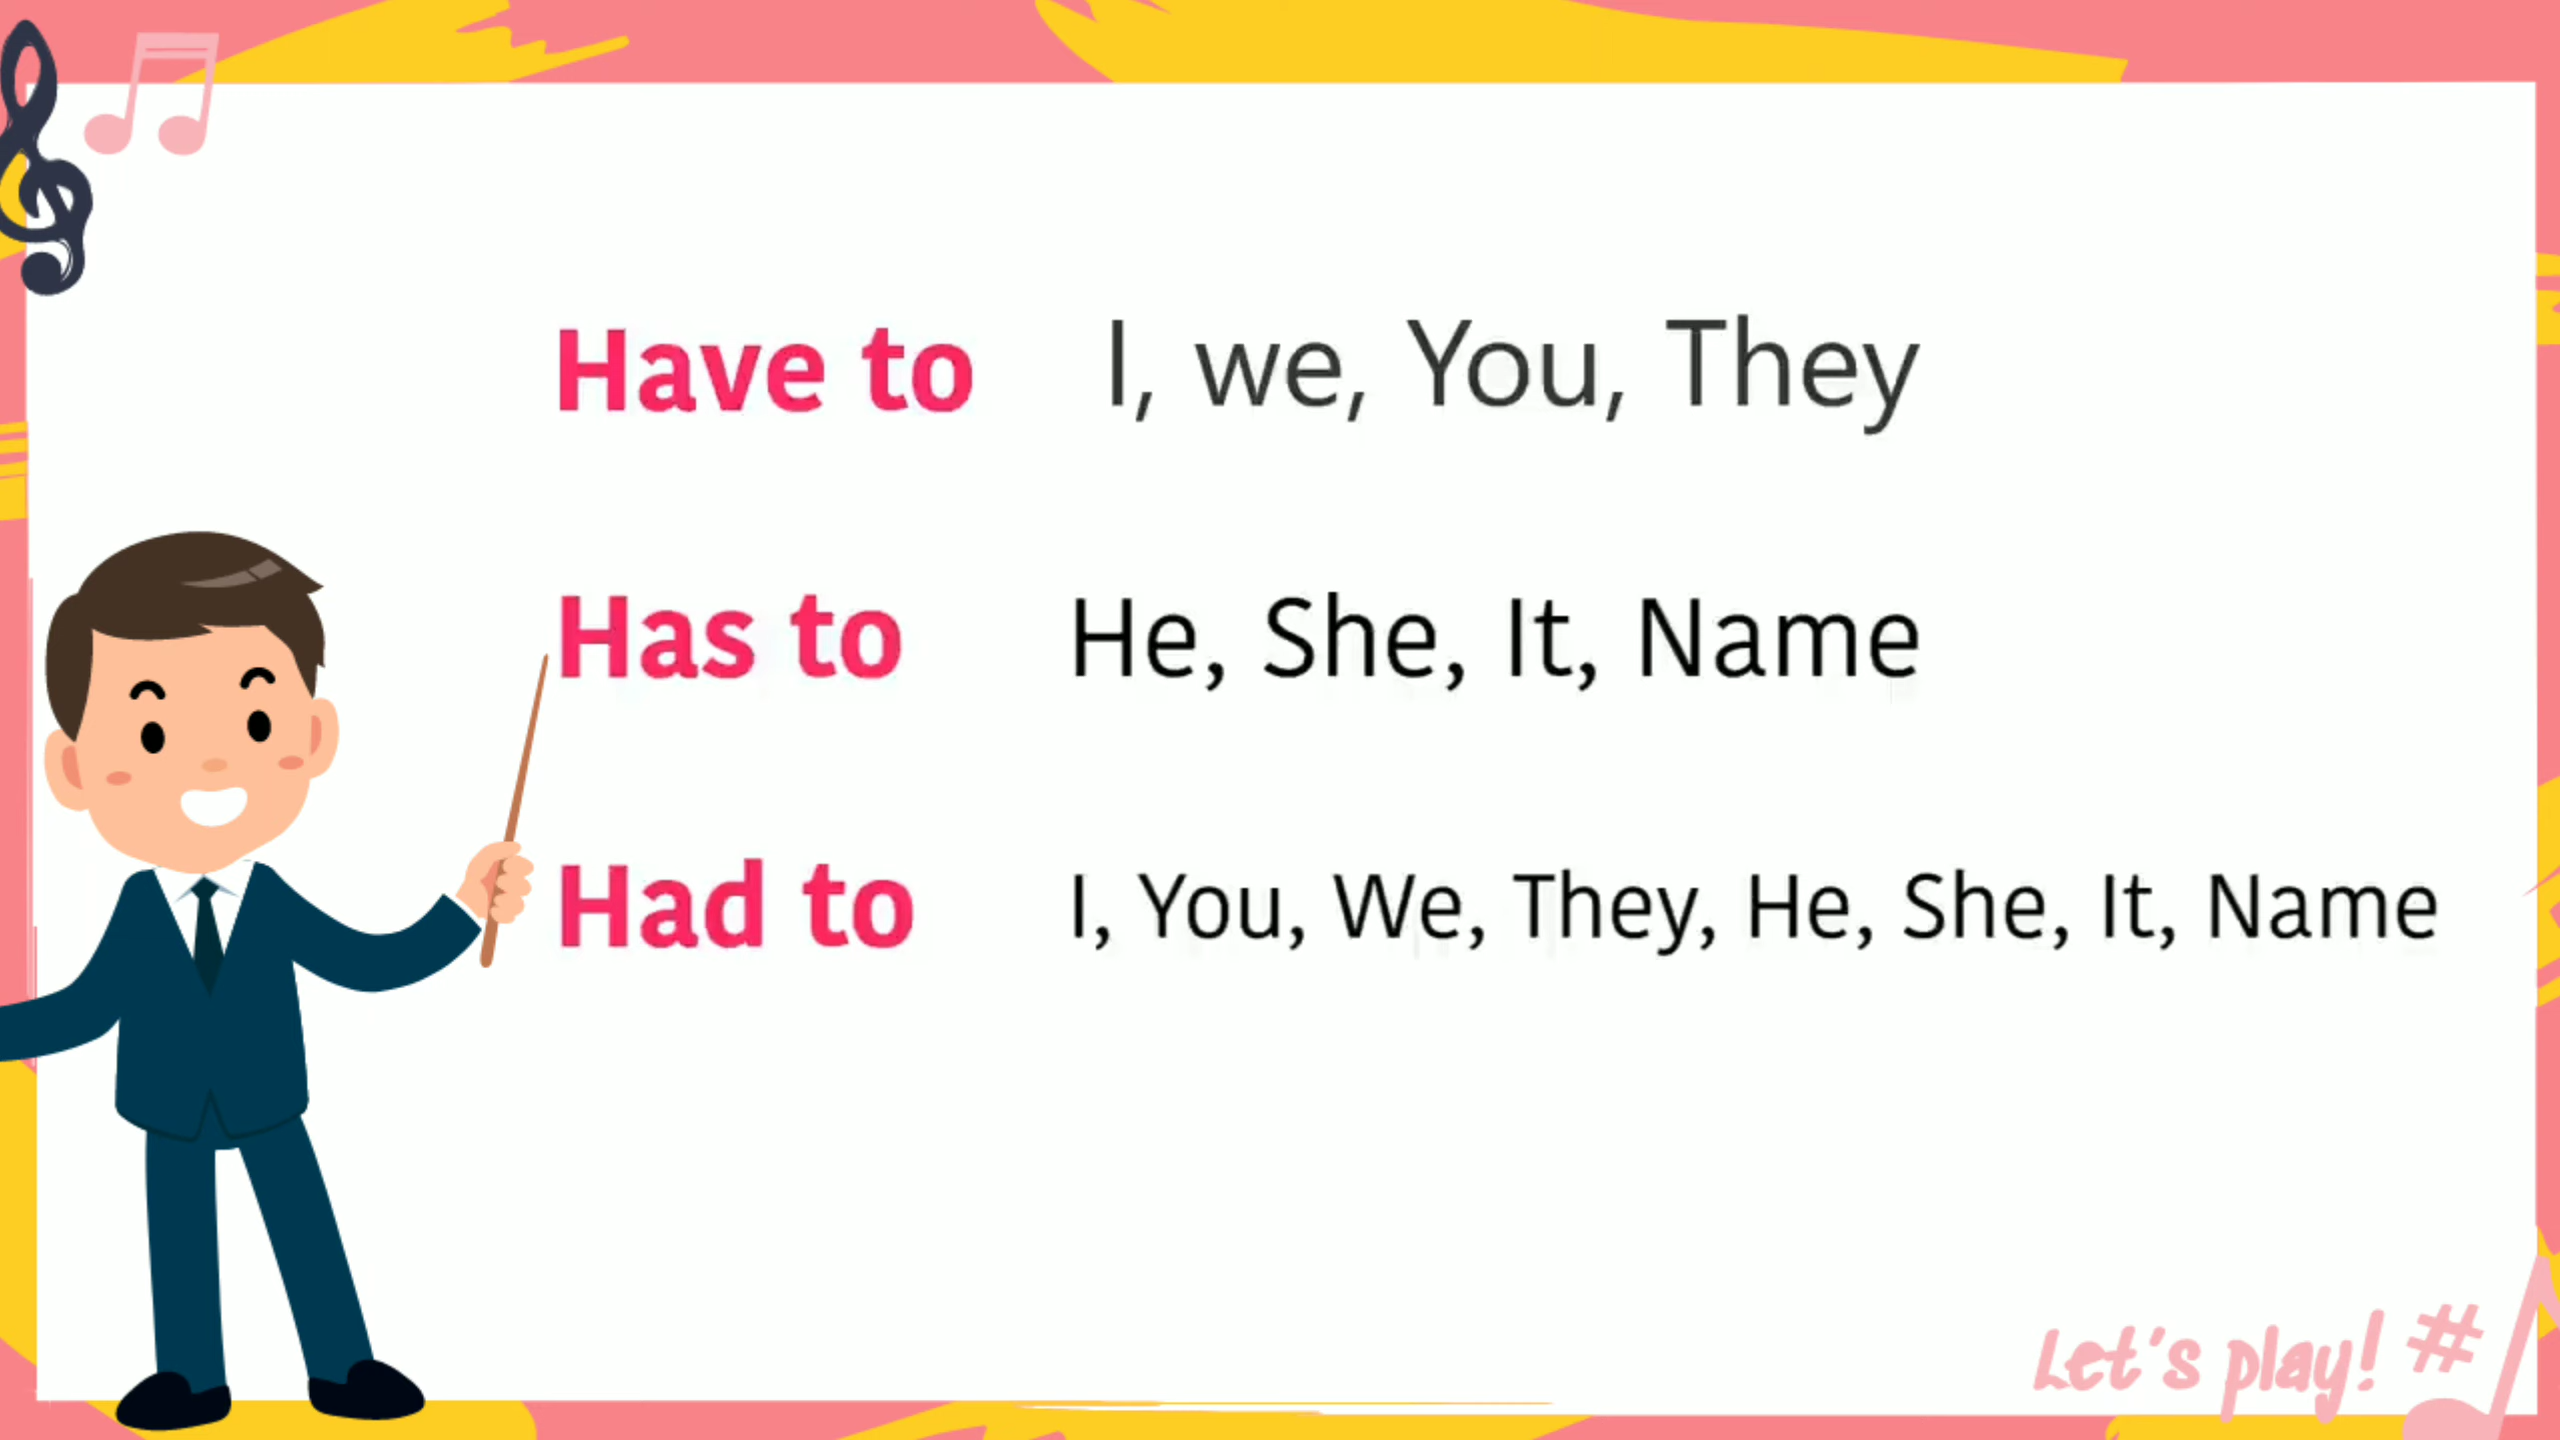 Have to I, we, You, They
Has to He, She, It, Name
Had to I, You, We, They, He, She, It, Name
Let's play! #